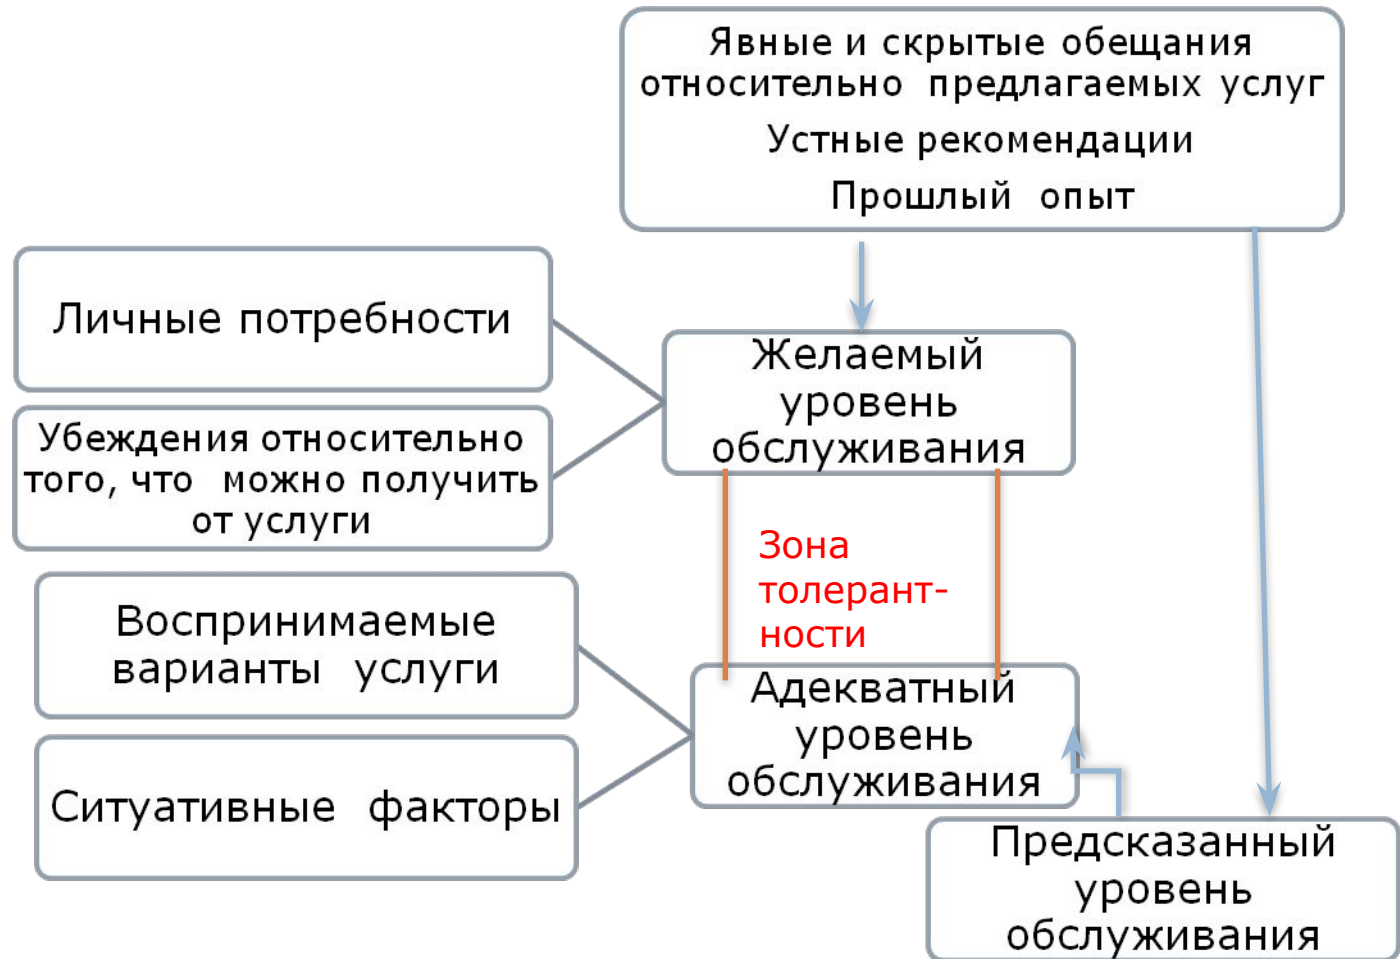 Явные и скрытые обещания
относительно предлагаемых услуг
Устные рекомендации
Прошлый опыт
Личные потребности
Убеждения относительно
того, что можно получить
от услуги
Желаемый
уровень
обслуживания
Зона
толерант-
ности
Воспринимаемые
варианты услуги
Ситуативные факторы
Адекватный
уровень
обслуживания
Предсказанный
уровень
обслуживания